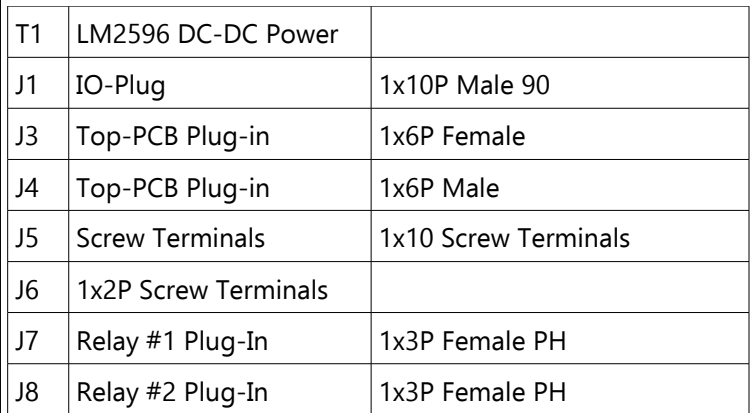 T1 LM2596 DC-DC Power
J1 IO-Plug 1x10P Male 90
J3 Top-PCB Plug-in 1x6P Female
J4 Top-PCB Plug-in 1x6P Male
J5 Screw Terminals 1x10 Screw Terminals
J6 1x2P Screw Terminals
J7 Relay #1 Plug-In 1x3P Female PH
J8 Relay #2 Plug-In 1x3P Female PH